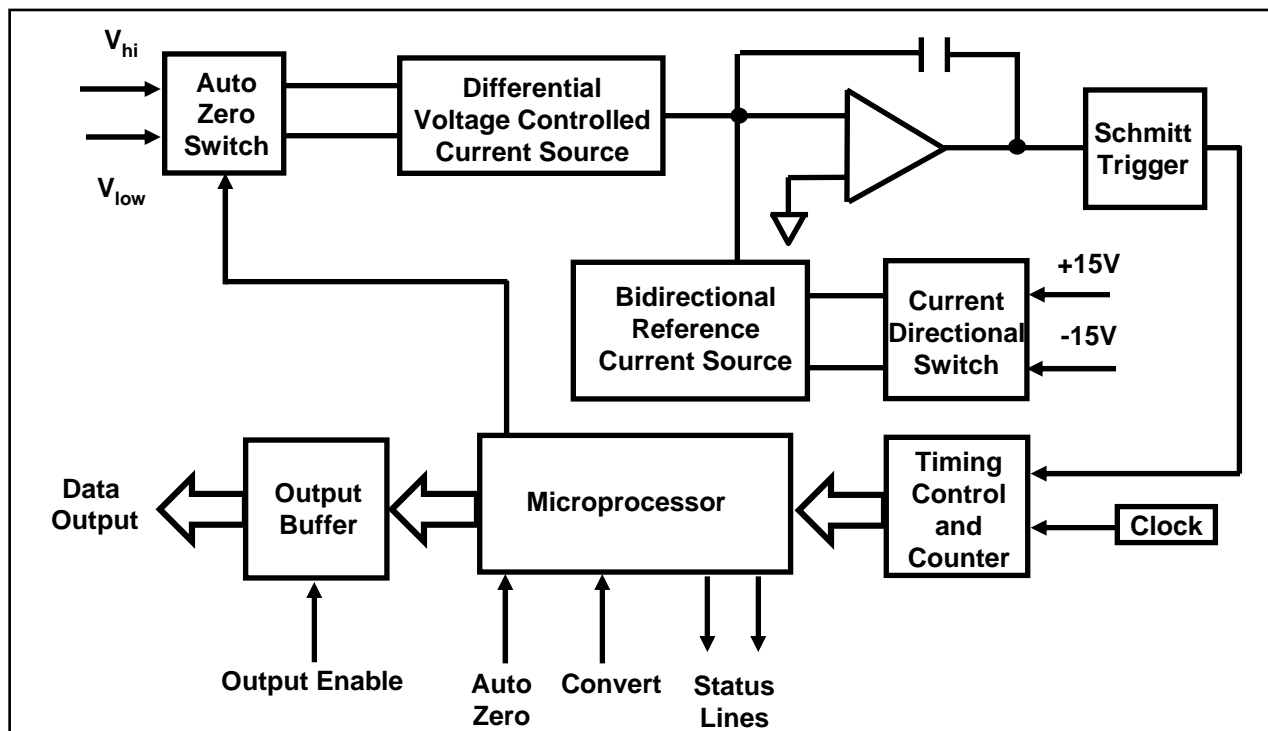 V_hi
V_low
Auto
Zero
Switch
Differential
Voltage Controlled
Current Source
Schmitt
Trigger
Bidirectional
Reference
Current Source
Current
Directional
Switch
+15V
-15V
Data
Output
Output
Buffer
Microprocessor
Timing
Control
and
Counter
Clock
Output Enable
Auto
Zero
Convert
Status
Lines